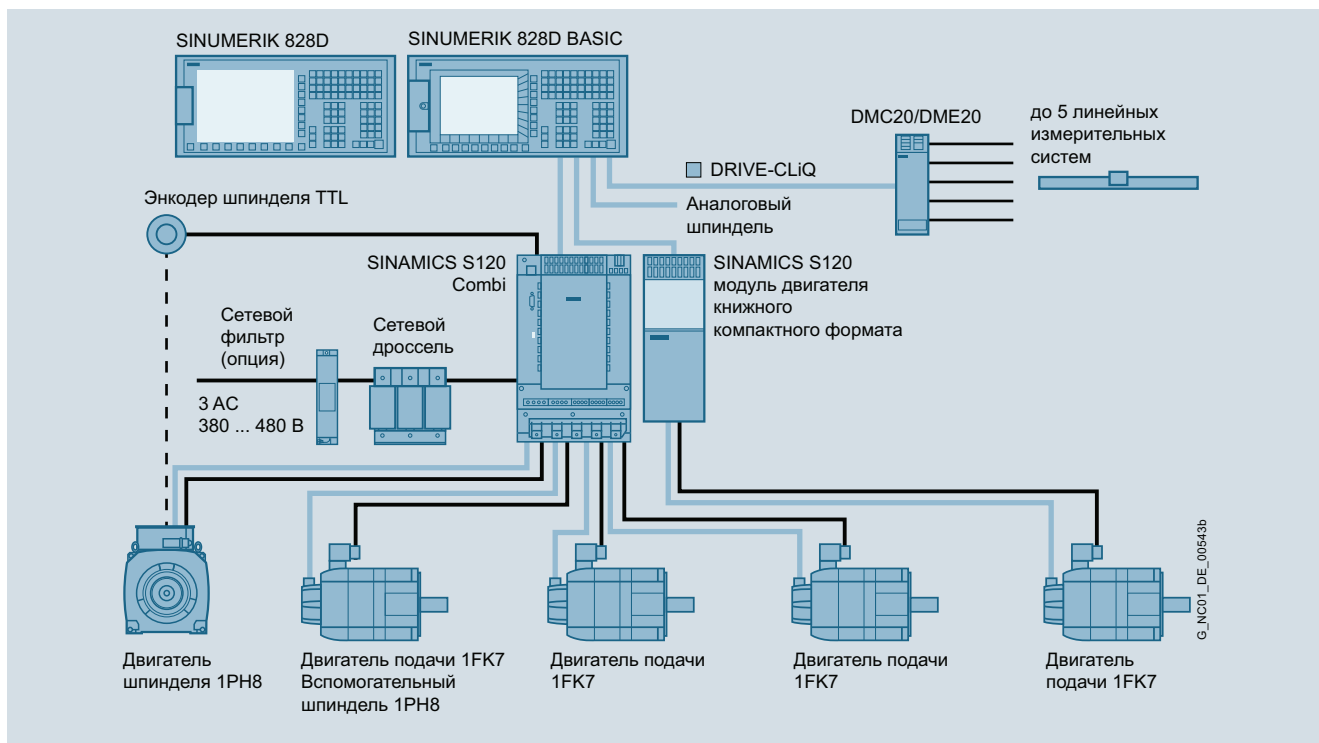 SINUMERIK 828D
SINUMERIK 828D BASIC
DMC20/DME20
до 5 линейных
измерительных
систем
DRIVE-CLiQ
Аналоговый
шпиндель
Энкодер шпинделя TTL
SINAMICS S120
Combi
SINAMICS S120
модуль двигателя
книжного
компактного формата
Сетевой
фильтр
(опция)
Сетевой
дроссель
3 AC
380 ... 480 В
G_NC01_DE_00543b
Двигатель
шпинделя 1PH8
Двигатель подачи 1FK7
Вспомогательный
шпиндель 1PH8
Двигатель подачи
1FK7
Двигатель подачи
1FK7
Двигатель
подачи 1FK7